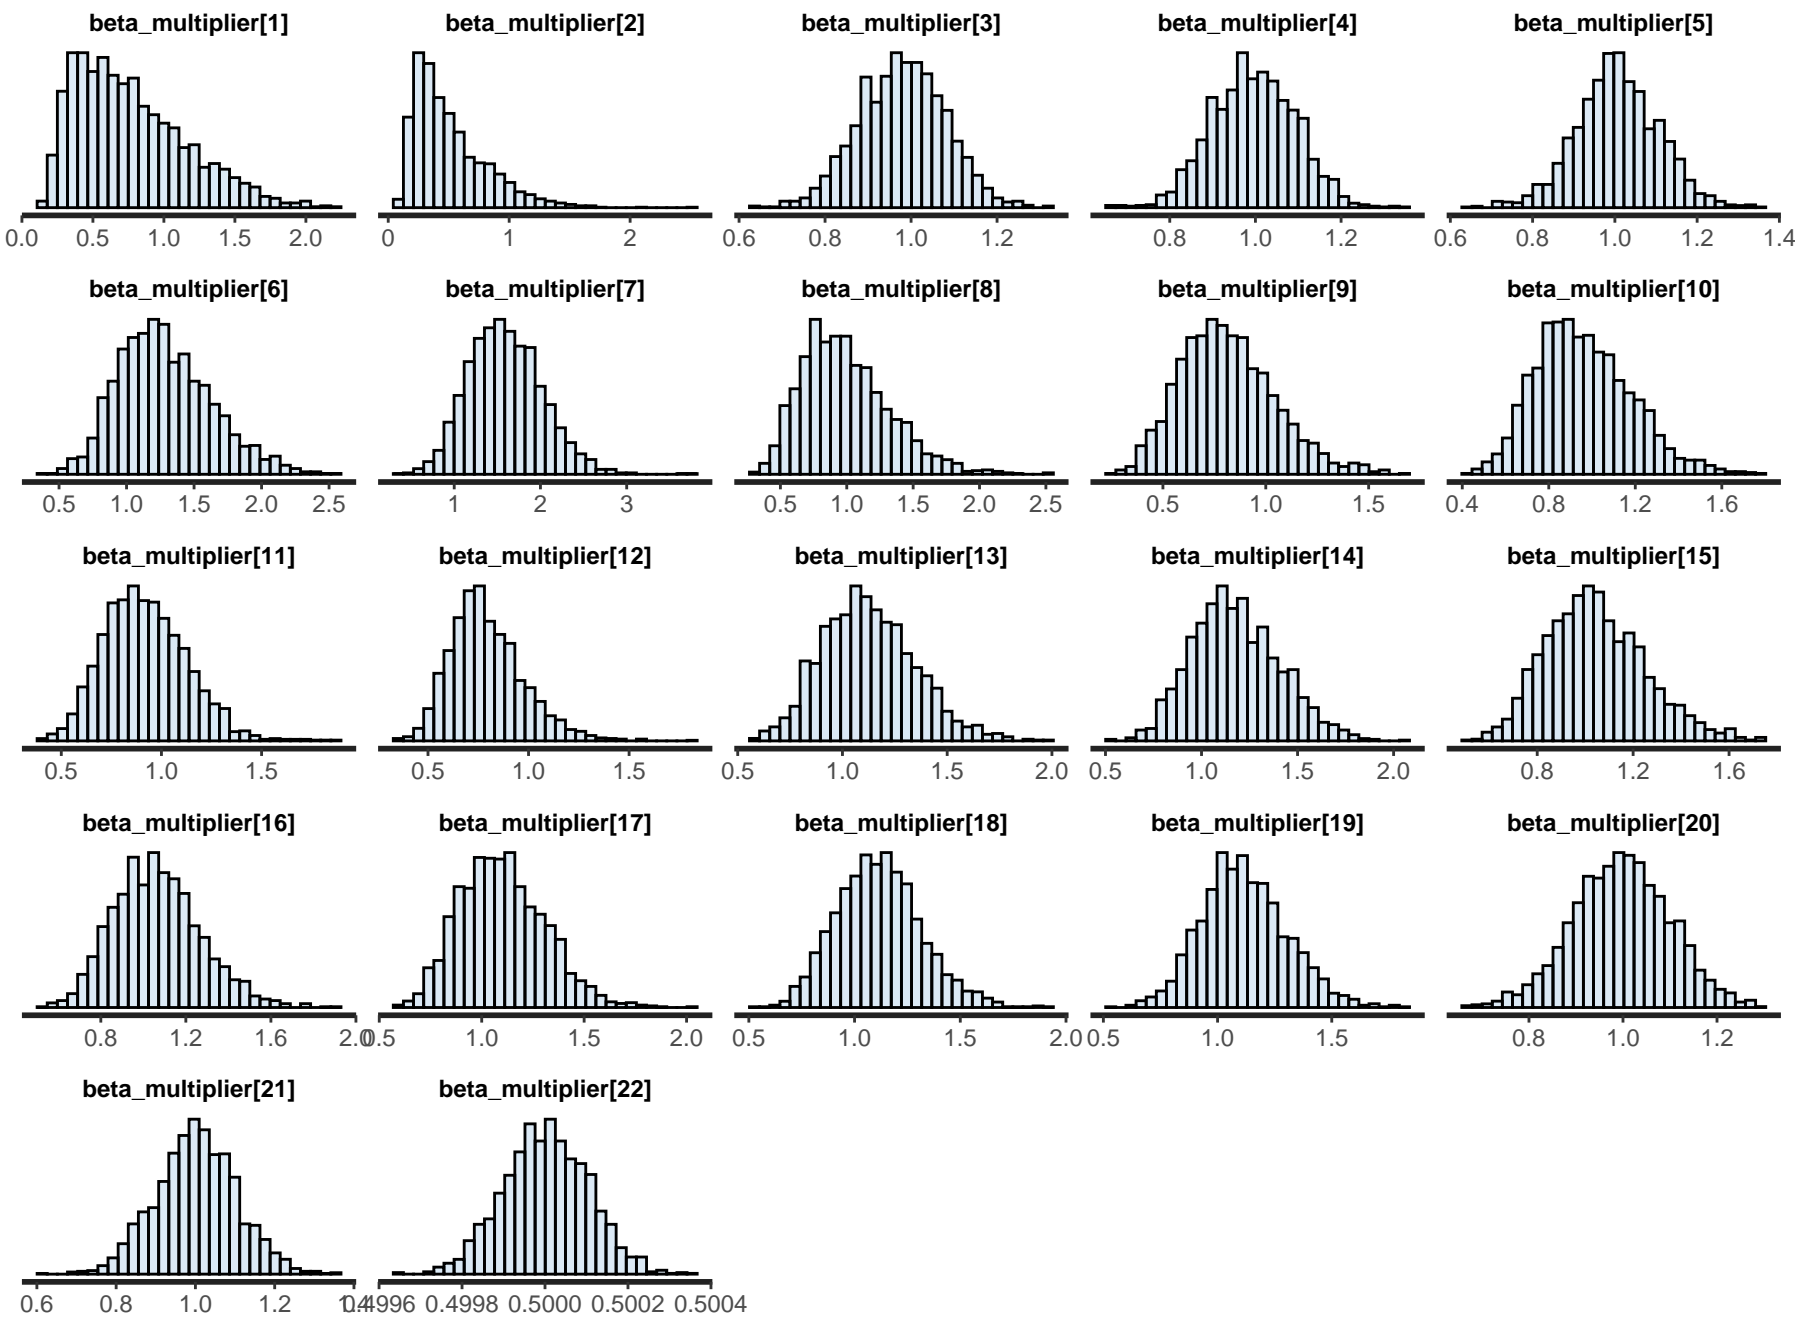 beta_multiplier[1] beta_multiplier[2] beta_multiplier[3] beta_multiplier[4] beta_multiplier[5]
0.0 0.5 1.0 1.5 2.0 0 1 2 0.6 0.8 1.0 1.2 0.8 1.0 1.2 0.6 0.8 1.0 1.2 1.4
beta_multiplier[6] beta_multiplier[7] beta_multiplier[8] beta_multiplier[9] beta_multiplier[10]
0.5 1.0 1.5 2.0 2.5 1 2 3 0.5 1.0 1.5 2.0 2.5 0.5 1.0 1.5 0.4 0.8 1.2 1.6
beta_multiplier[11] beta_multiplier[12] beta_multiplier[13] beta_multiplier[14] beta_multiplier[15]
0.5 1.0 1.5 0.5 1.0 1.5 0.5 1.0 1.5 2.0 0.5 1.0 1.5 2.0 0.8 1.2 1.6
beta_multiplier[16] beta_multiplier[17] beta_multiplier[18] beta_multiplier[19] beta_multiplier[20]
0.8 1.2 1.6 2.0 0.5 1.0 1.5 2.0 0.5 1.0 1.5 2.0 0.5 1.0 1.5 0.8 1.0 1.2
beta_multiplier[21] beta_multiplier[22]
0.6 0.8 1.0 1.2 1.4 0.4996 0.4998 0.5000 0.5002 0.5004